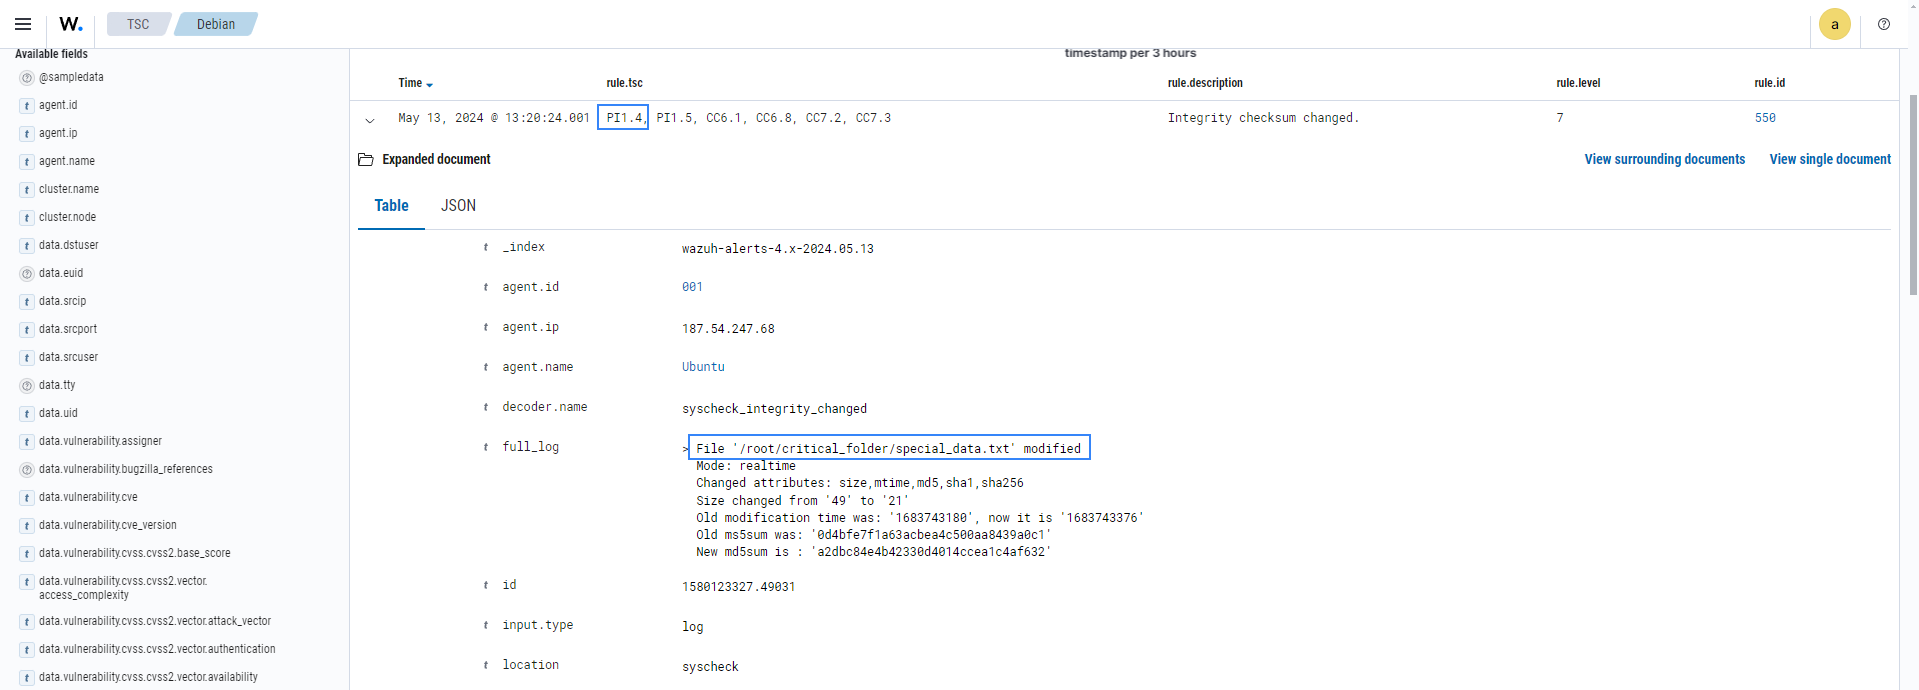 W.
TSC
Debian
a
Available fields
@sampledata
agent.id
agent.ip
agent.name
cluster.name
cluster.node
data.dstuser
data.euid
data.srcip
data.srcport
data.srcuser
data.tty
data.uid
data.vulnerability.assigner
data.vulnerability.bugzilla_references
data.vulnerability.cve
data.vulnerability.cve_version
data.vulnerability.cvss.cvss2.base_score
data.vulnerability.cvss.cvss2.vector.
access_complexity
data.vulnerability.cvss.cvss2.vector.attack_vector
data.vulnerability.cvss.cvss2.vector.authentication
data.vulnerability.cvss.cvss2.vector.availability
timestamp per 3 hours
Time rule.tsc rule.description rule.level rule.id
May 13, 2024 @ 13:20:24.001 PI1.4, PI1.5, CC6.1, CC6.8, CC7.2, CC7.3 Integrity checksum changed. 7 550
Expanded document View surrounding documents View single document
Table JSON
t _index wazuh-alerts-4.x-2024.05.13
t agent.id 001
t agent.ip 187.54.247.68
t agent.name Ubuntu
t decoder.name syscheck_integrity_changed
t full_log > File '/root/critical_folder/special_data.txt' modified
Mode: realtime
Changed attributes: size,mtime,md5,sha1,sha256
Size changed from '49' to '21'
Old modification time was: '1683743180', now it is '1683743376'
Old ms5sum was: '0d4bfe7f1a63acbea4c500aa8439a0c1'
New md5sum is : 'a2dbc84e4b42330d4014ccea1c4af632'
t id 1580123327.49031
t input.type log
t location syscheck